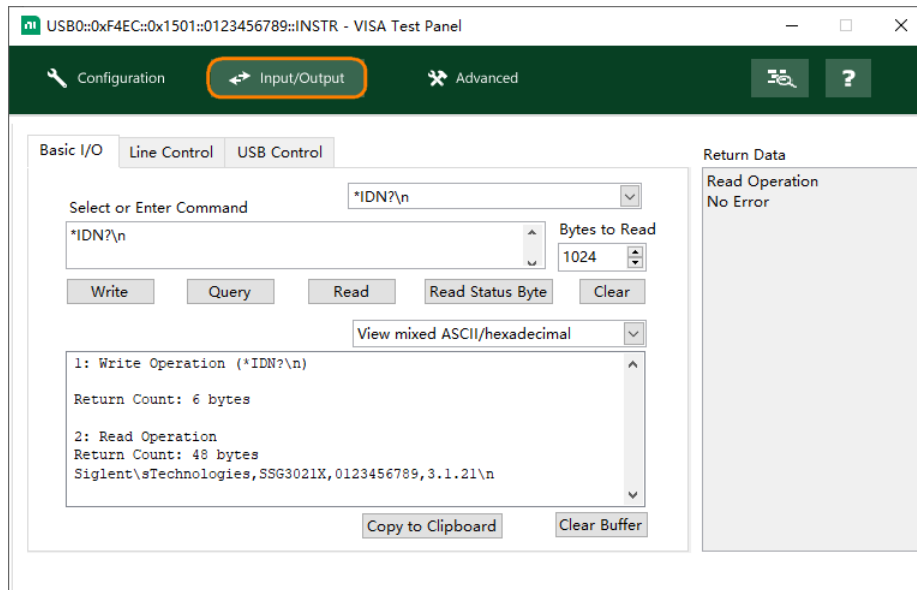 USB0::0xF4EC::0x1501::0123456789::INSTR - VISA Test Panel
Configuration
Input/Output
Advanced
?
Basic I/O
Line Control
USB Control
Select or Enter Command
*IDN?\n
*IDN?\n
Bytes to Read
1024
Write
Query
Read
Read Status Byte
Clear
View mixed ASCII/hexadecimal
1: Write Operation (*IDN?\n)
Return Count: 6 bytes
2: Read Operation
Return Count: 48 bytes
Siglent\sTechnologies,SSG3021X,0123456789,3.1.21\n
Copy to Clipboard
Clear Buffer
Return Data
Read Operation
No Error